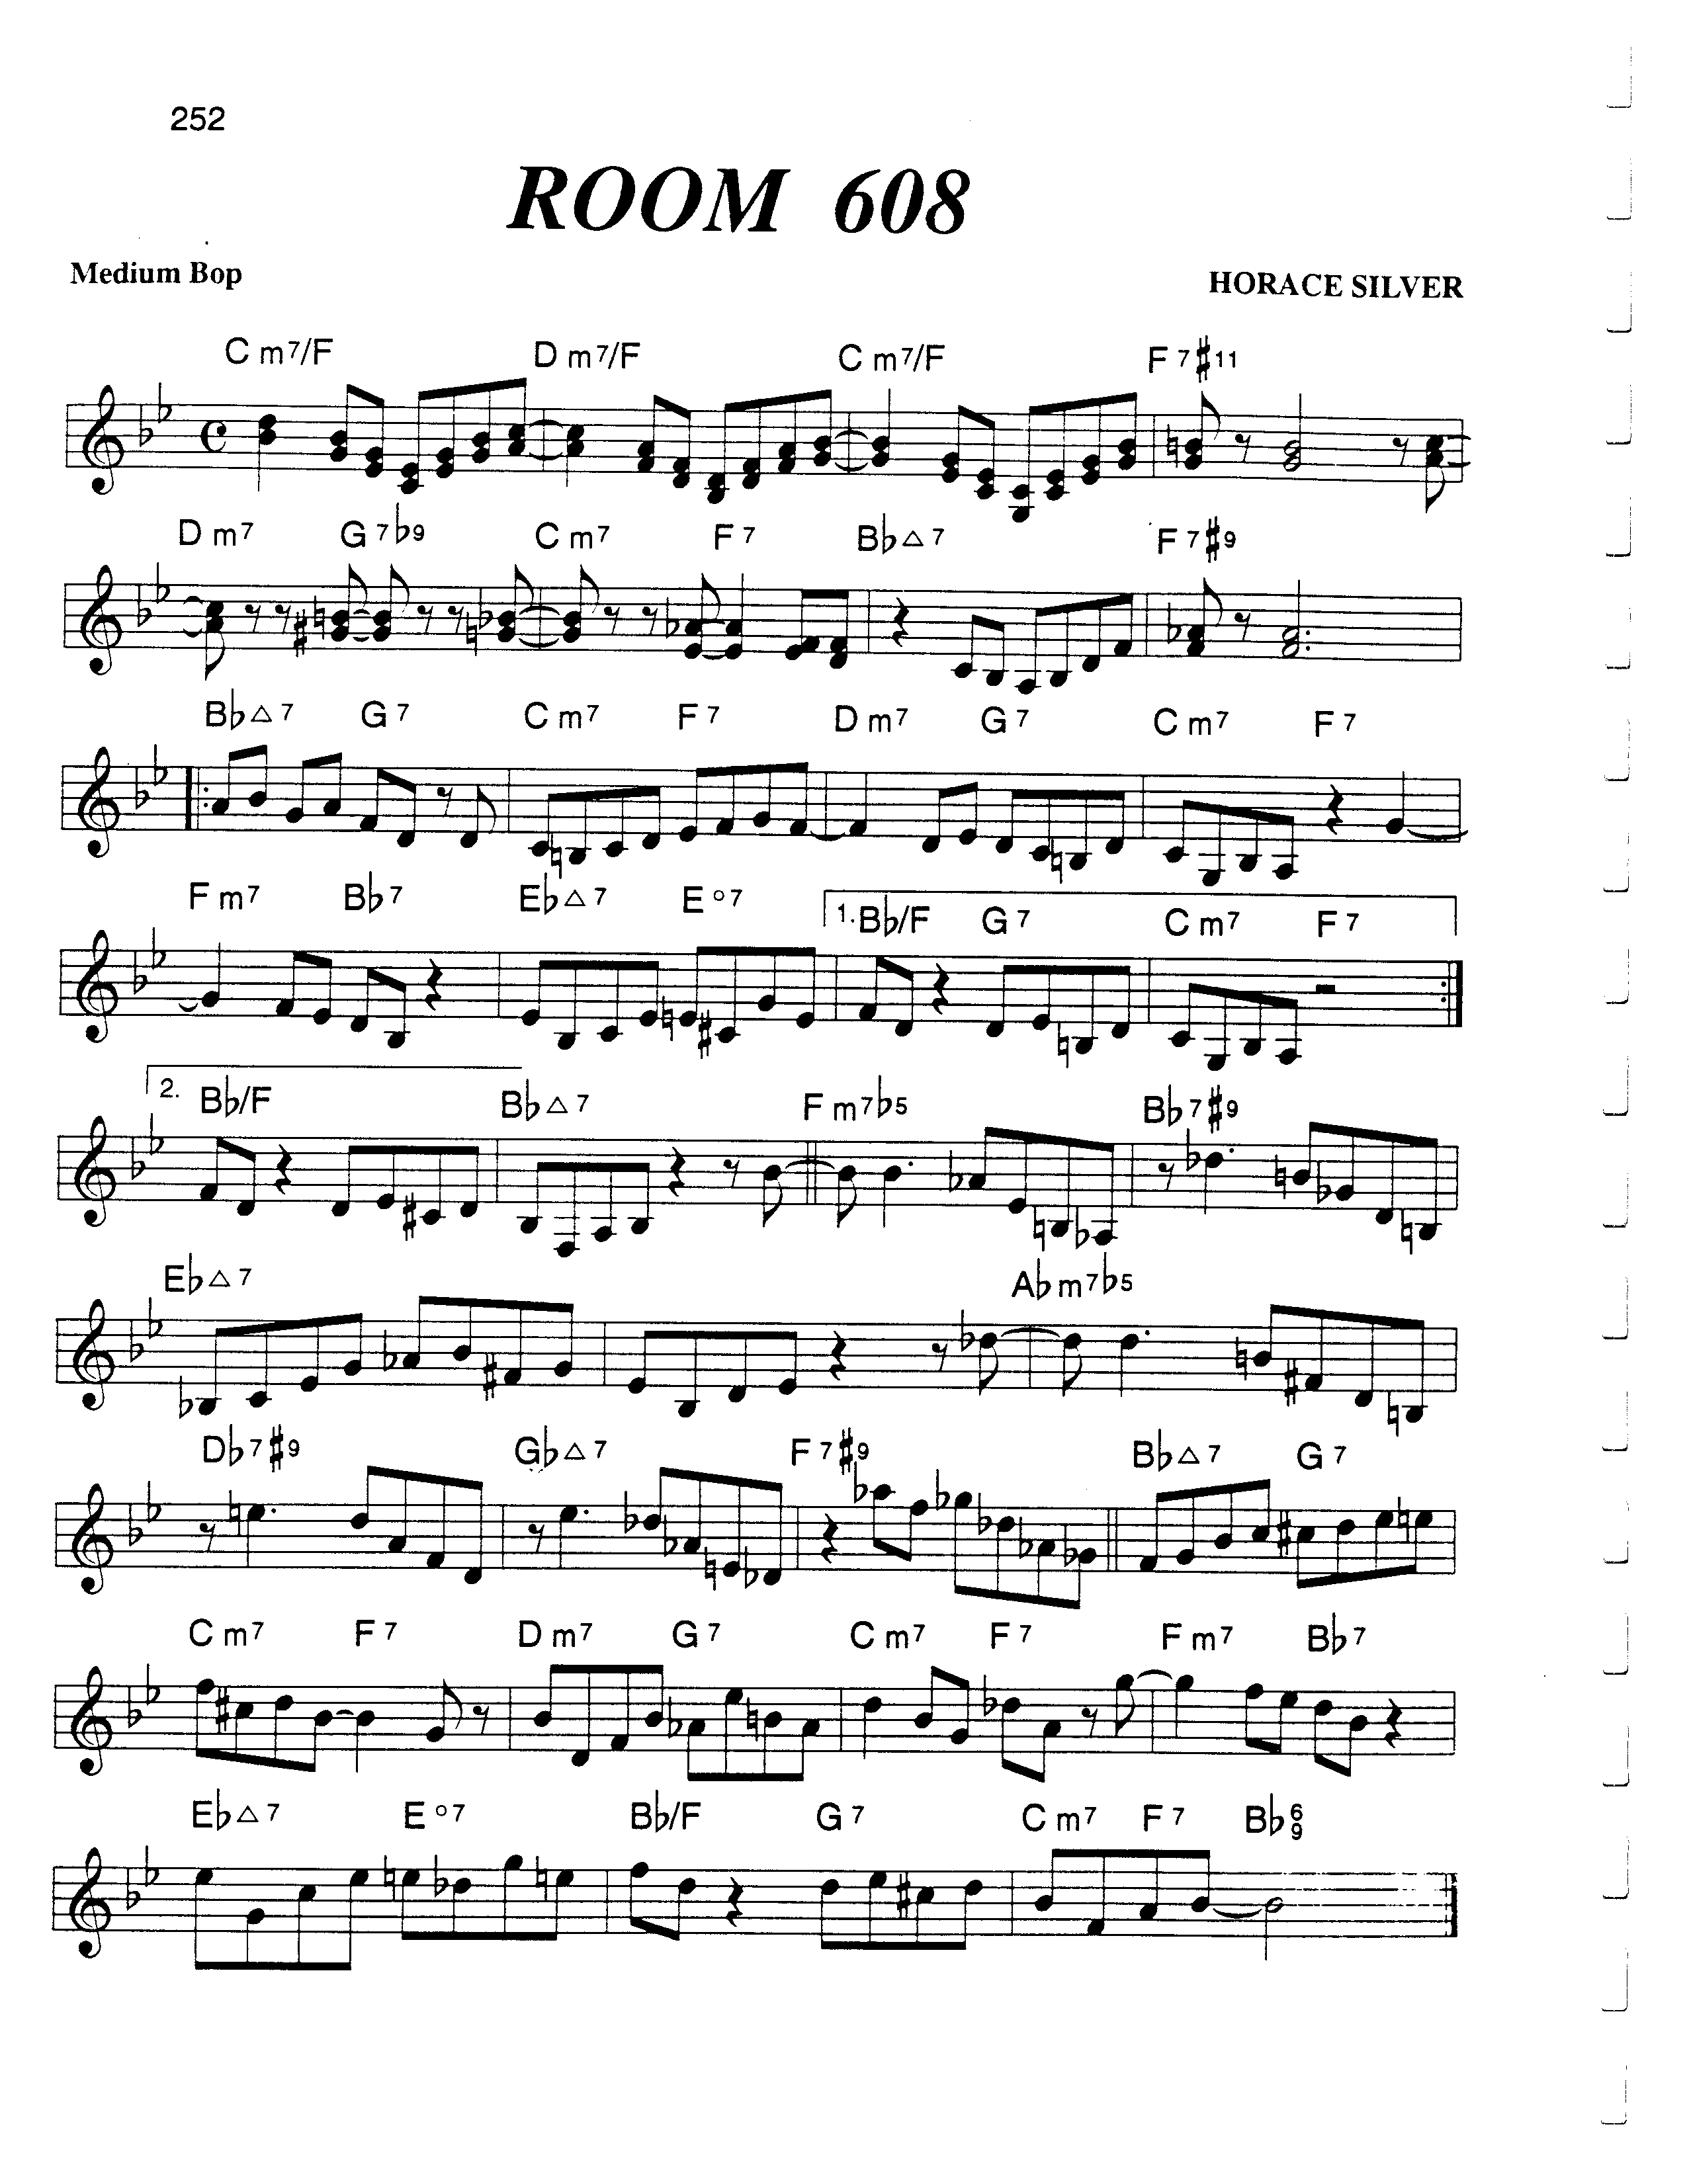 252
ROOM 608
Medium Bop
HORACE SILVER
C m7/F D m7/F C m7/F F 7♯11
D m7 G 7♭9 C m7 F 7 B♭△7 F 7♯9
B♭△7 G 7 C m7 F 7 D m7 G 7 C m7 F 7
F m7 B♭7 E♭△7 E °7 1. B♭/F G 7 C m7 F 7
2. B♭/F B♭△7 F m7♭5 B♭7♯9
E♭△7 A♭m7♭5
D♭7♯9 G♭△7 F 7♯9 B♭△7 G 7
C m7 F 7 D m7 G 7 C m7 F 7 F m7 B♭7
E♭△7 E °7 B♭/F G 7 C m7 F 7 B♭6 9